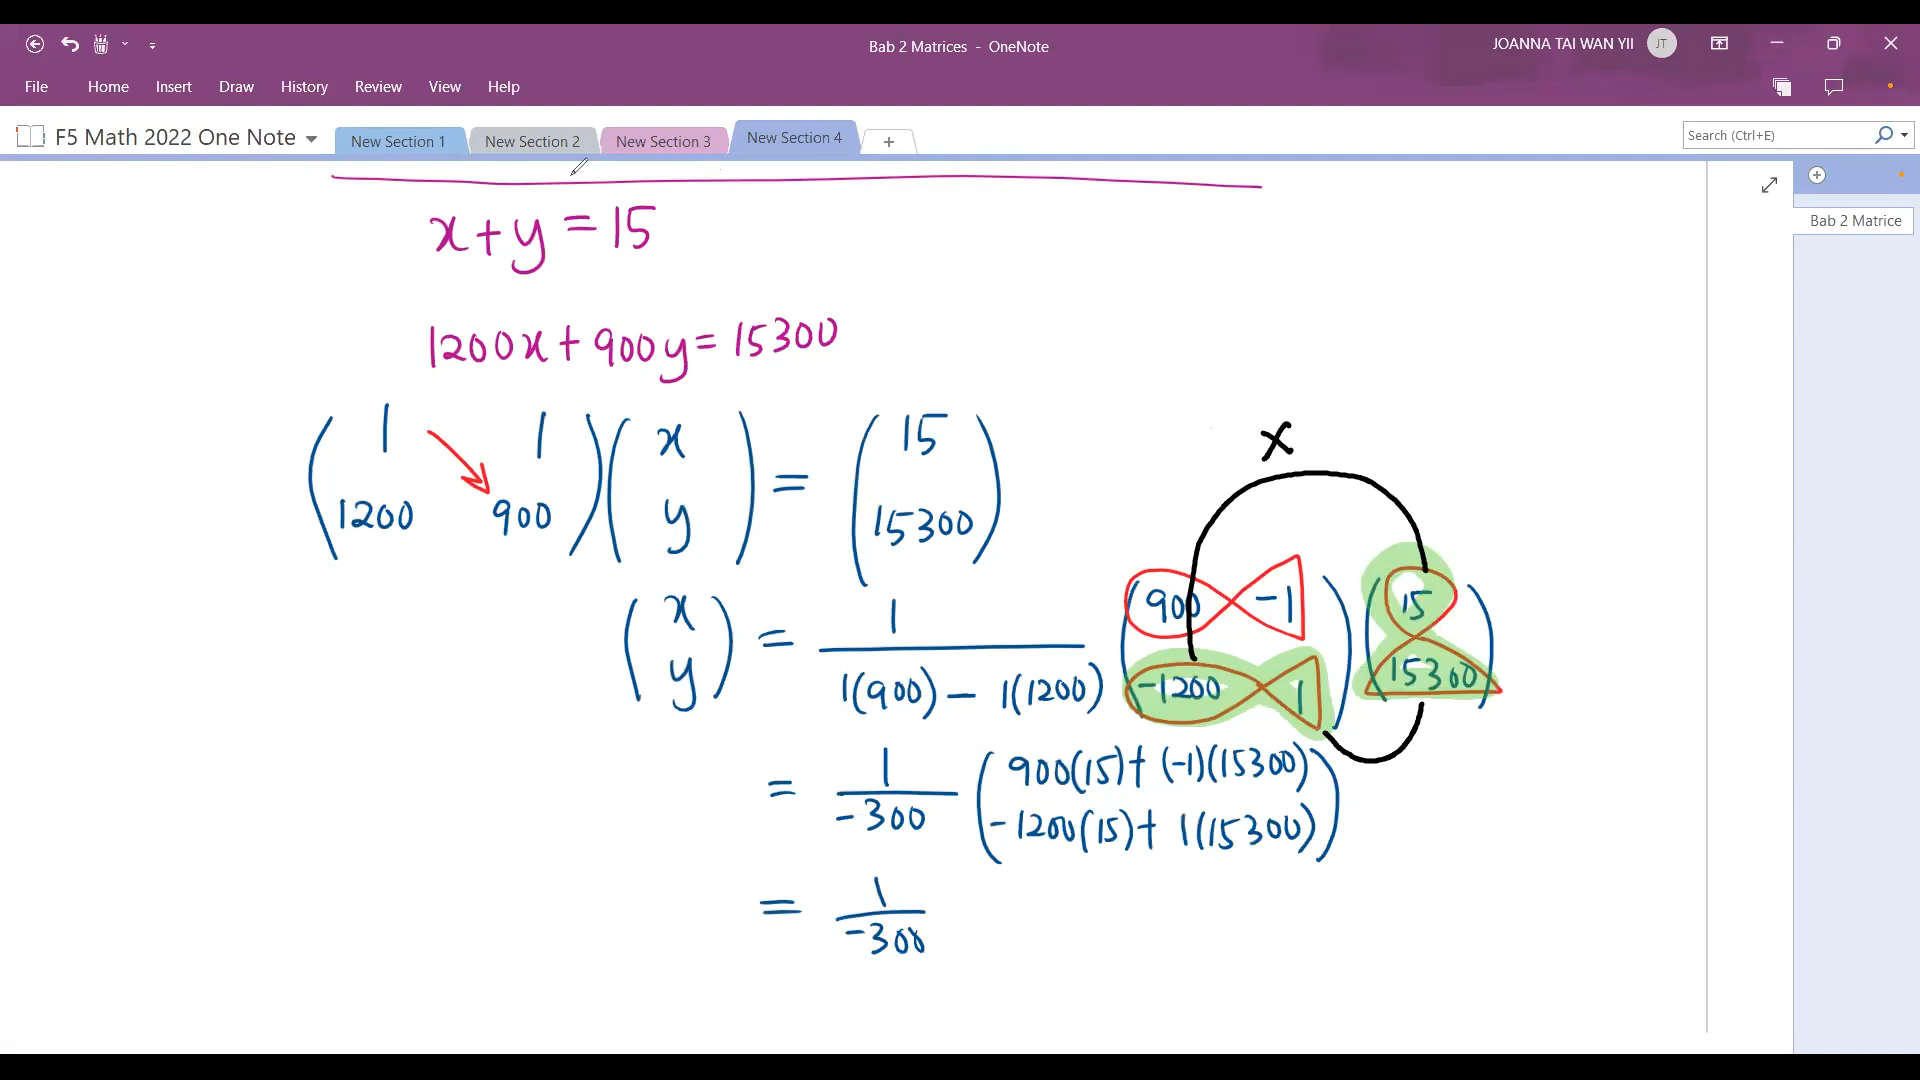 Bab 2 Matrices - OneNote
JOANNA TAI WAN YII JT
File Home Insert Draw History Review View Help
F5 Math 2022 One Note New Section 1 New Section 2 New Section 3 New Section 4 +
Search (Ctrl+E)
Bab 2 Matrice
x + y = 15
1200x + 900y = 15300
( 1 1 ) ( x ) = ( 15 )
( 1200 900 ) ( y ) ( 15300 )
x
( x ) = 1 ( 900 -1 ) ( 15 )
( y ) 1(900) - 1(1200) ( -1200 1 ) ( 15300 )
= 1 ( 900(15) + (-1)(15300) )
-300 ( -1200(15) + 1(15300) )
= 1
-300